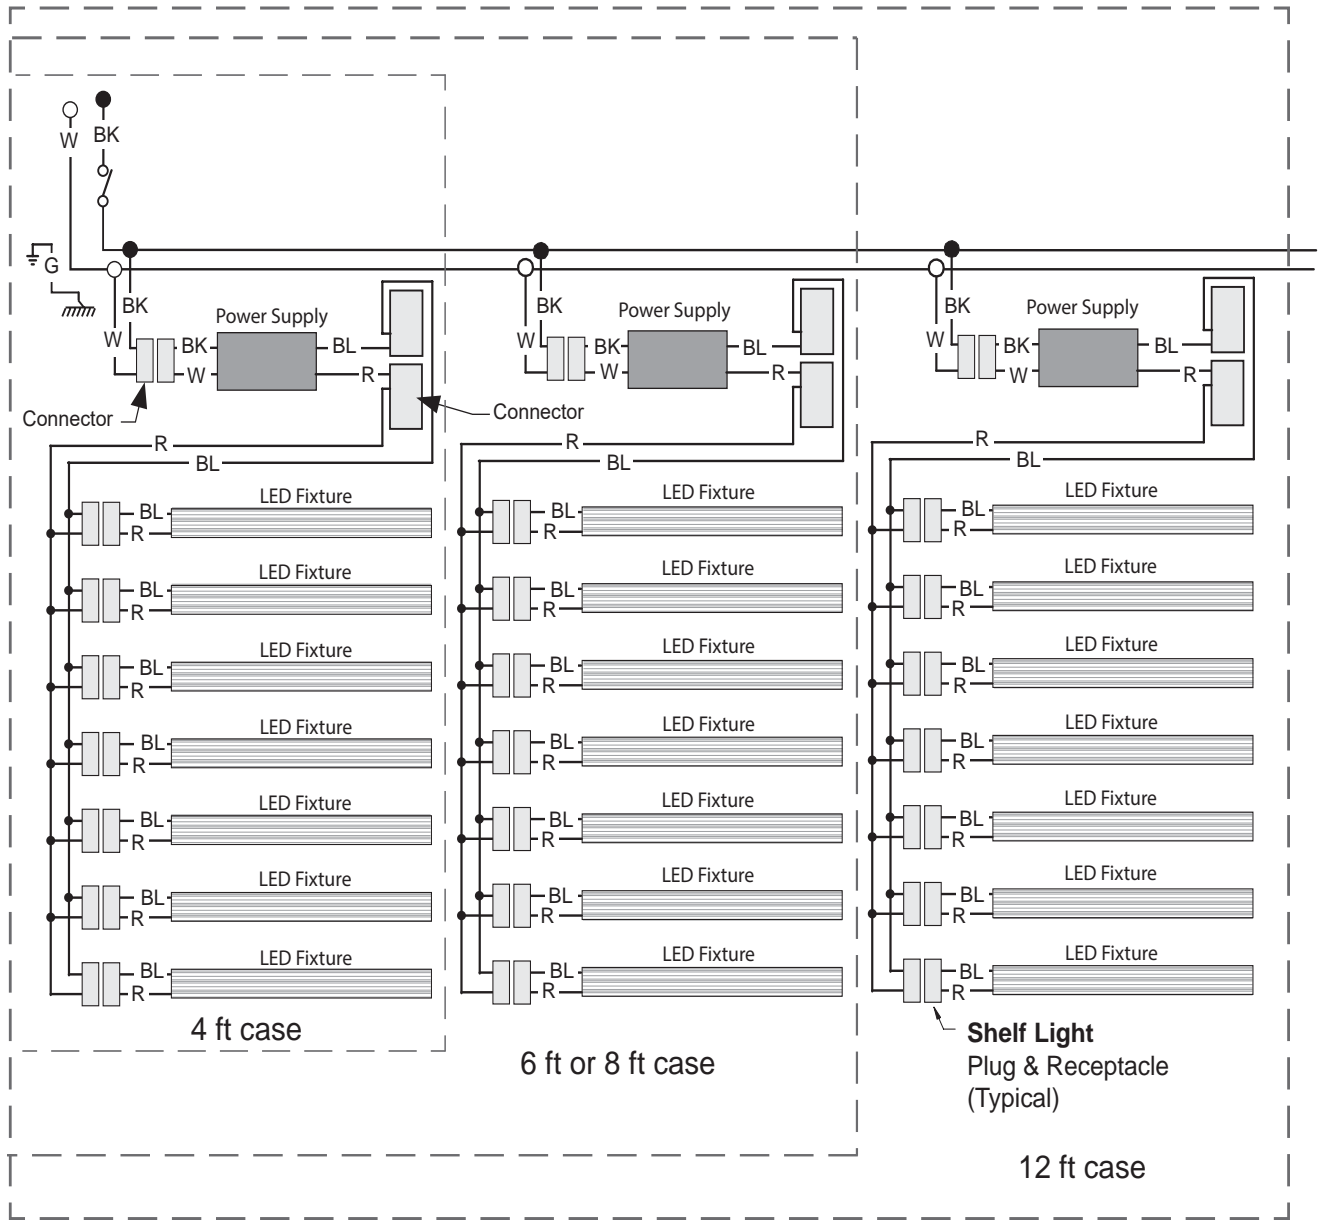 W
BK
G
BK
W
Power Supply
BK
W
BL
R
Connector
Connector
R
BL
BK
W
Power Supply
BK
W
BL
R
R
BL
BK
W
Power Supply
BK
W
BL
R
R
BL
LED Fixture
BL
R
LED Fixture
BL
R
LED Fixture
BL
R
LED Fixture
BL
R
LED Fixture
BL
R
LED Fixture
BL
R
LED Fixture
BL
R
4 ft case
LED Fixture
BL
R
LED Fixture
BL
R
LED Fixture
BL
R
LED Fixture
BL
R
LED Fixture
BL
R
LED Fixture
BL
R
LED Fixture
BL
R
6 ft or 8 ft case
LED Fixture
BL
R
LED Fixture
BL
R
LED Fixture
BL
R
LED Fixture
BL
R
LED Fixture
BL
R
LED Fixture
BL
R
LED Fixture
BL
R
Shelf Light
Plug & Receptacle
(Typical)
12 ft case